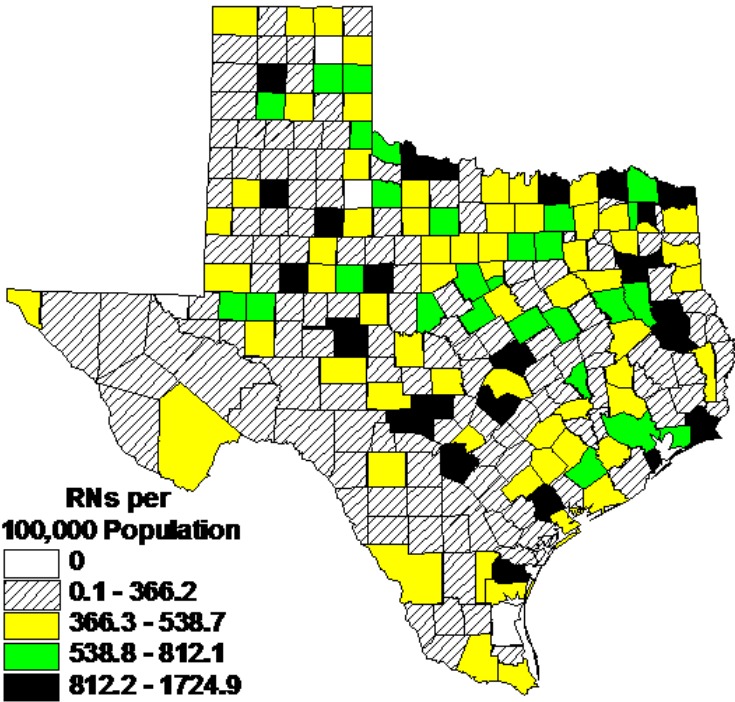 RNs per
100,000 Population
0
0.1 - 366.2
366.3 - 538.7
538.8 - 812.1
812.2 - 1724.9